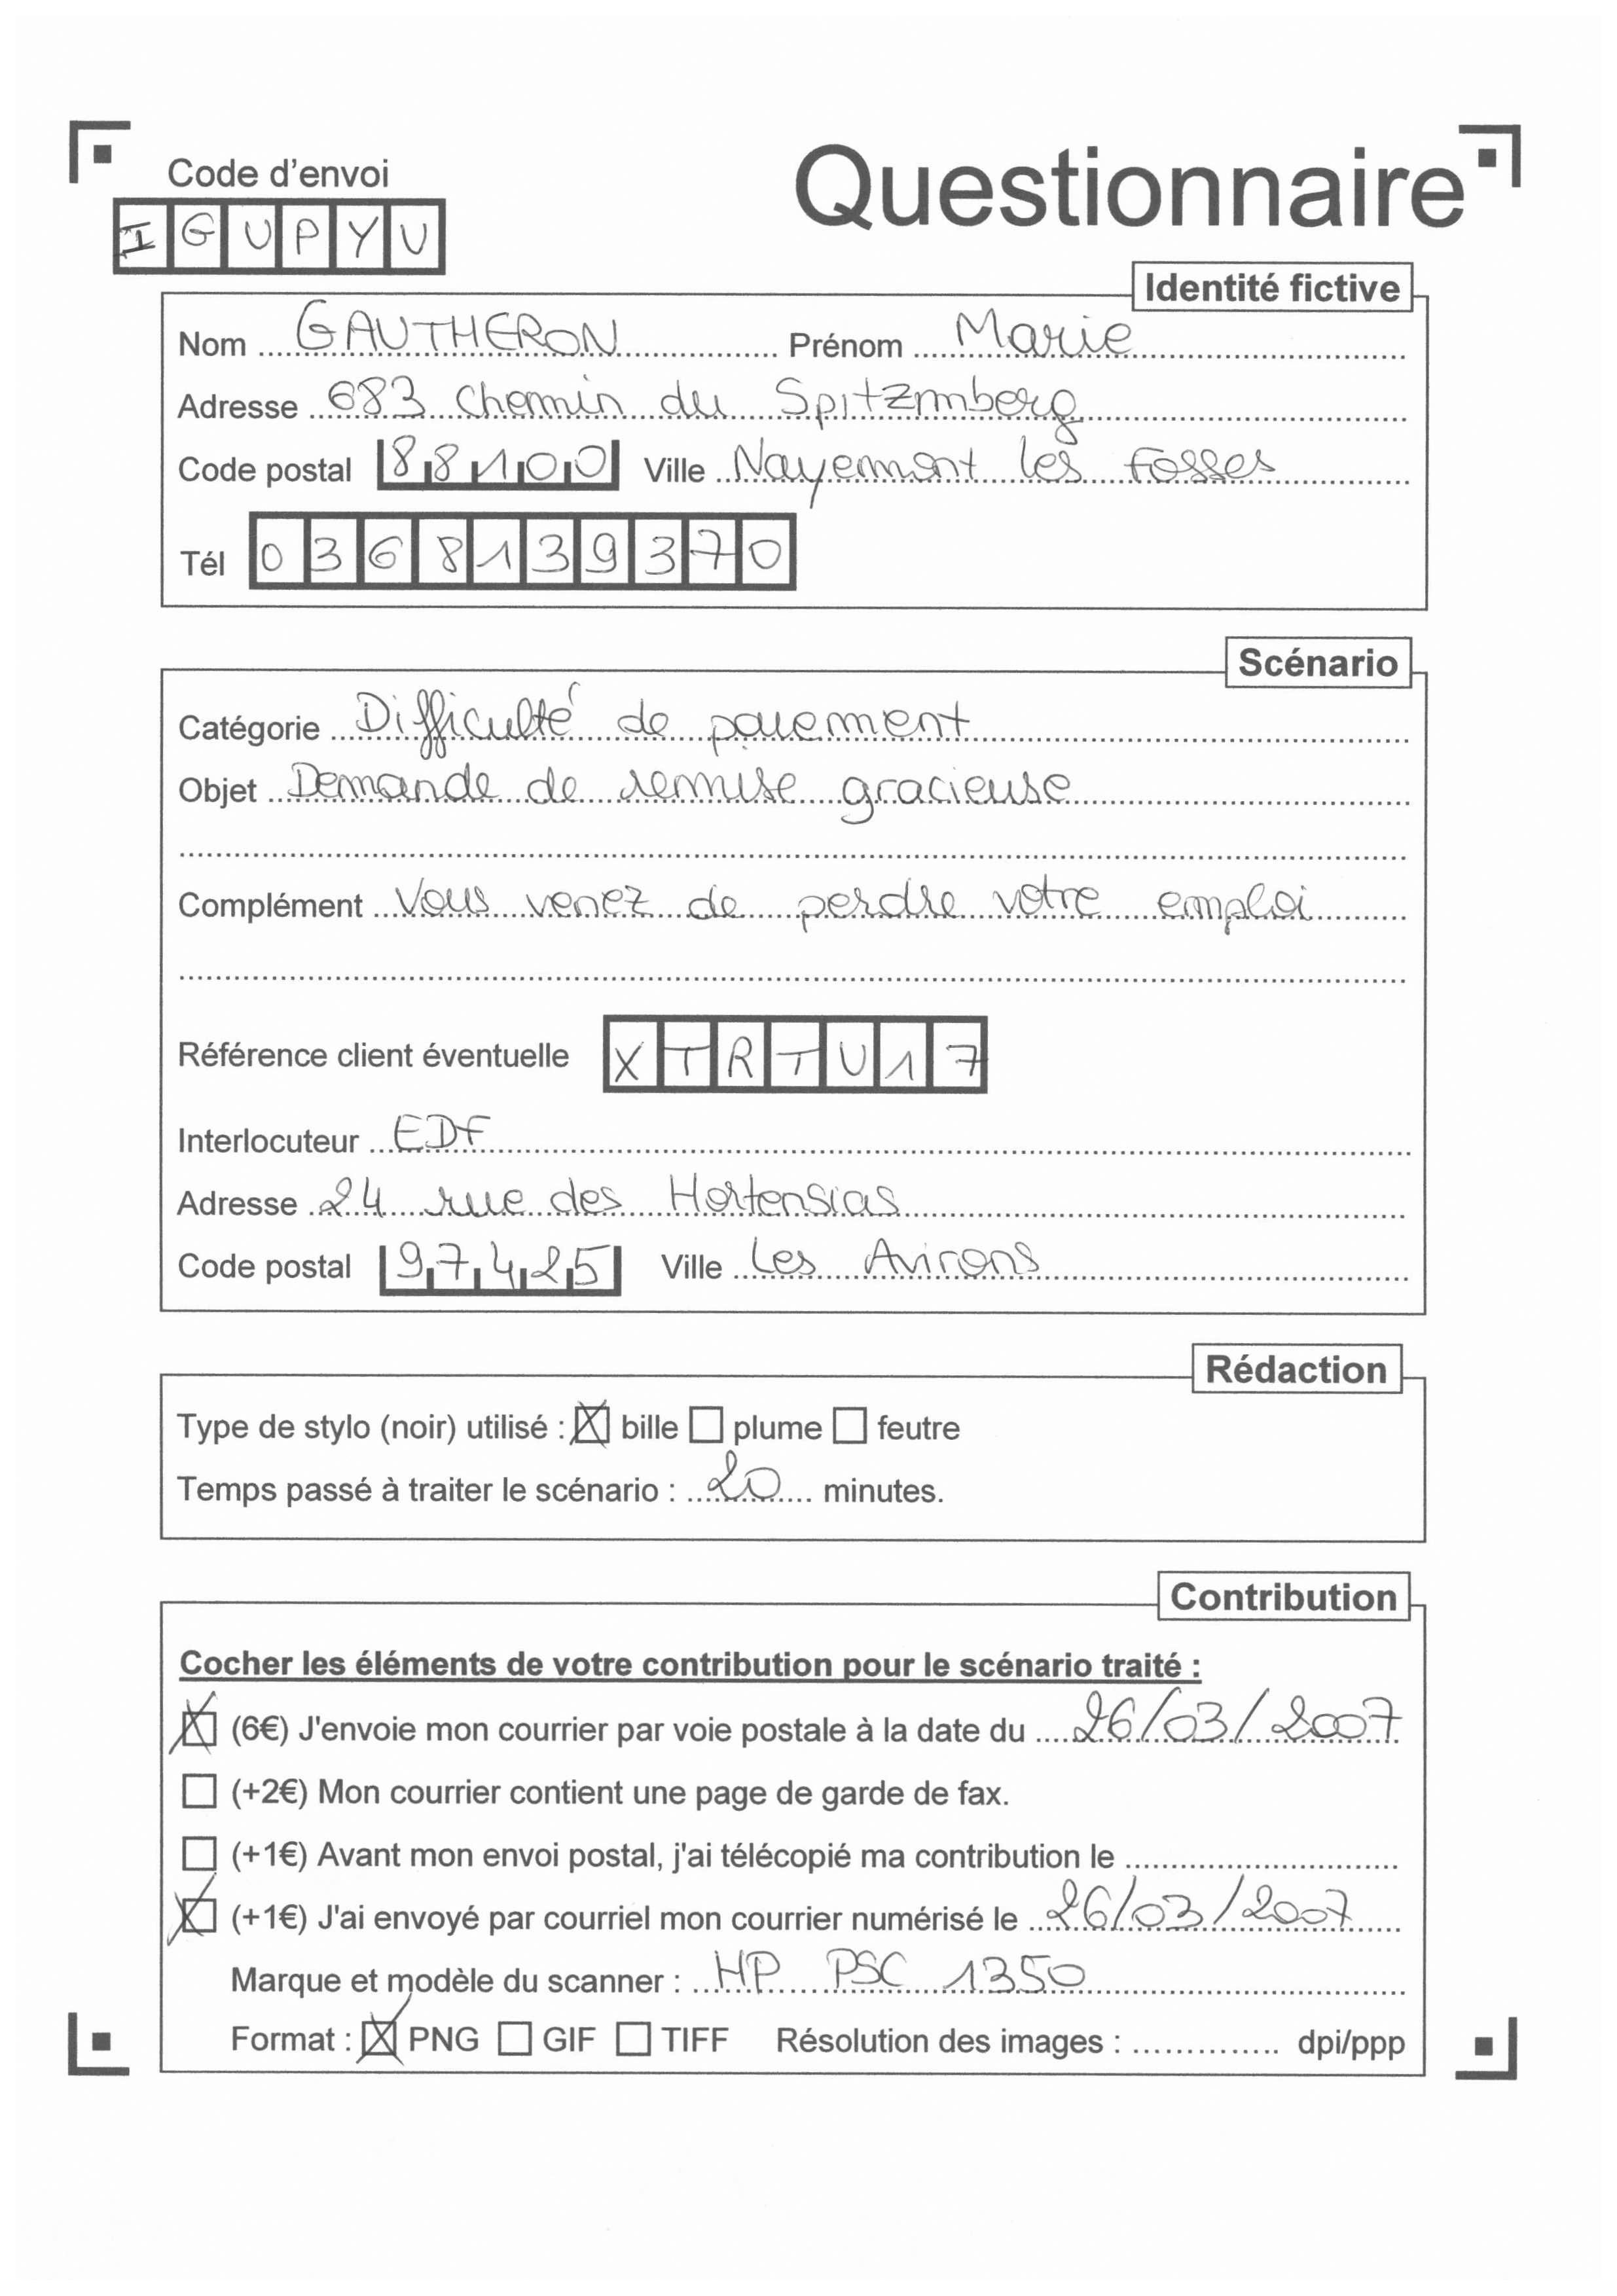 Code d'envoi
Questionnaire
IGUPYU
Identité fictive
Nom GAUTHERON Prénom Marie
Adresse 683 chemin du Spitzmberg
Code postal 88100 Ville Nayemont les Fosses
Tél 0368139370
Scénario
Catégorie Difficulté de paiement
Objet Demande de remise gracieuse
Complément Vous venez de perdre votre emploi
Référence client éventuelle XTRTU17
Interlocuteur EDF
Adresse 24 rue des Hortensias
Code postal 97425 Ville Les Avirons
Rédaction
Type de stylo (noir) utilisé : ☒ bille ☐ plume ☐ feutre
Temps passé à traiter le scénario : 20 minutes.
Contribution
Cocher les éléments de votre contribution pour le scénario traité :
☒ (6€) J'envoie mon courrier par voie postale à la date du 26/03/2007
☐ (+2€) Mon courrier contient une page de garde de fax.
☐ (+1€) Avant mon envoi postal, j'ai télécopié ma contribution le ..............
☒ (+1€) J'ai envoyé par courriel mon courrier numérisé le 26/03/2007
Marque et modèle du scanner : HP PSC 1350
Format : ☒ PNG ☐ GIF ☐ TIFF Résolution des images : .............. dpi/ppp